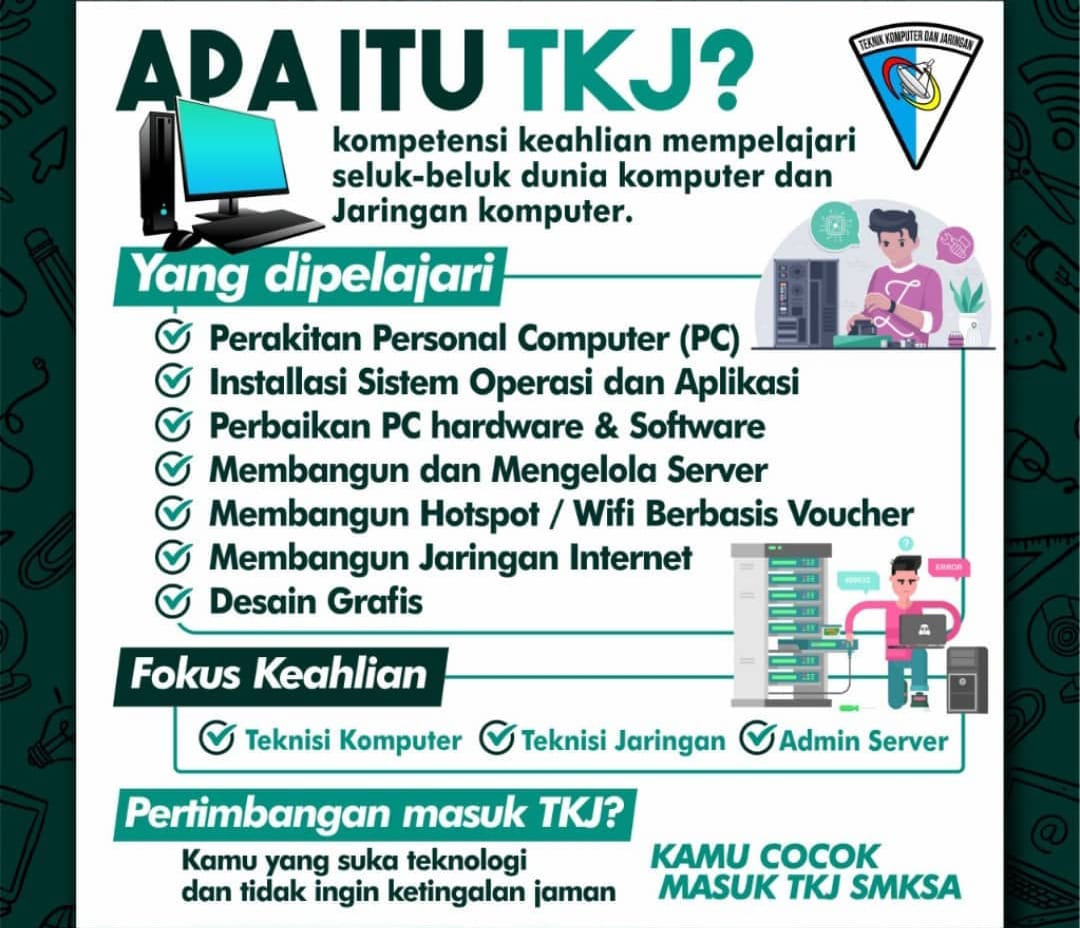 APA ITU TKJ?
TEKNIK KOMPUTER DAN JARINGAN
kompetensi keahlian mempelajari
seluk-beluk dunia komputer dan
Jaringan komputer.
Yang dipelajari
Perakitan Personal Computer (PC)
Installasi Sistem Operasi dan Aplikasi
Perbaikan PC hardware & Software
Membangun dan Mengelola Server
Membangun Hotspot / Wifi Berbasis Voucher
Membangun Jaringan Internet
Desain Grafis
?
ERROR
Fokus Keahlian
Teknisi Komputer
Teknisi Jaringan
Admin Server
Pertimbangan masuk TKJ?
Kamu yang suka teknologi
dan tidak ingin ketingalan jaman
KAMU COCOK
MASUK TKJ SMKSA